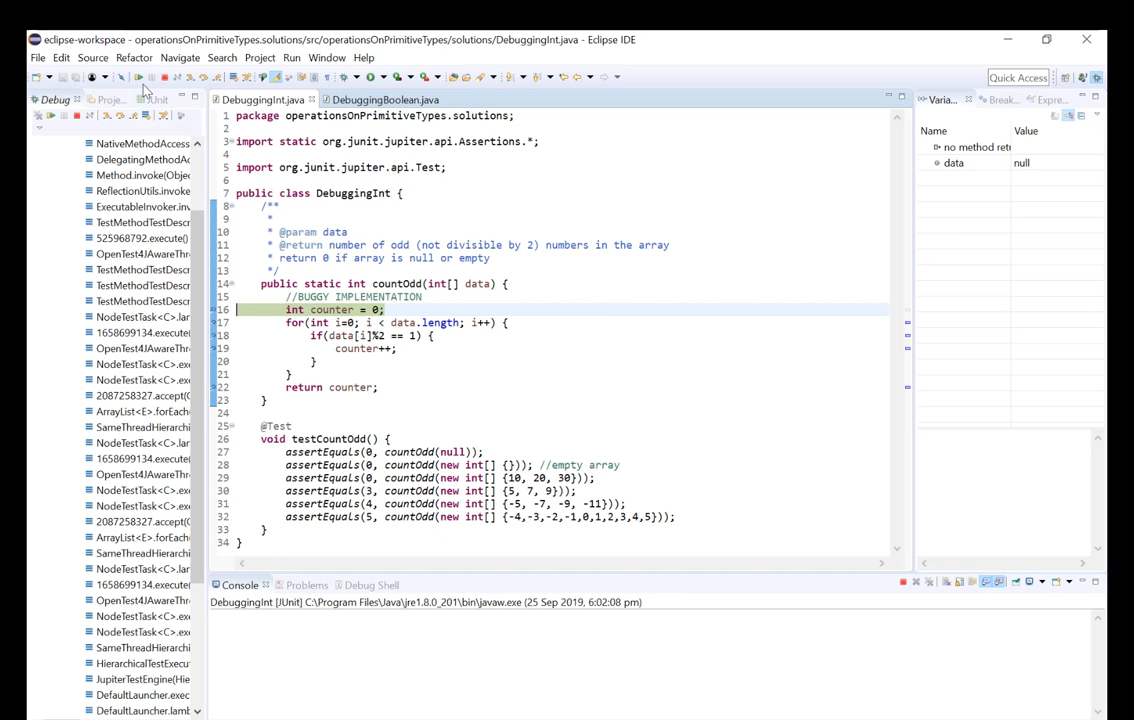 eclipse-workspace - operationsOnPrimitiveTypes.solutions/src/operationsOnPrimitiveTypes/solutions/DebuggingInt.java - Eclipse IDE
File Edit Source Refactor Navigate Search Project Run Window Help
Quick Access
Debug Proje... JUnit
NativeMethodAccess
DelegatingMethodAc
Method.invoke(Objec
ReflectionUtils.invoke
ExecutableInvoker.inv
TestMethodTestDescr
525968792.execute()
OpenTest4JAwareThr
TestMethodTestDescr
TestMethodTestDescr
TestMethodTestDescr
NodeTestTask<C>.lar
1658699134.execute(
OpenTest4JAwareThr
NodeTestTask<C>.exe
NodeTestTask<C>.exe
2087258327.accept(C
ArrayList<E>.forEach
SameThreadHierarchi
NodeTestTask<C>.lar
1658699134.execute(
OpenTest4JAwareThr
NodeTestTask<C>.exe
NodeTestTask<C>.exe
2087258327.accept(C
ArrayList<E>.forEach
SameThreadHierarchi
NodeTestTask<C>.lar
1658699134.execute(
OpenTest4JAwareThr
NodeTestTask<C>.exe
NodeTestTask<C>.exe
SameThreadHierarchi
HierarchicalTestExecut
JupiterTestEngine(Hie
DefaultLauncher.exec
DefaultLauncher.lamb
DebuggingInt.java DebuggingBoolean.java
1 package operationsOnPrimitiveTypes.solutions;
2
3 import static org.junit.jupiter.api.Assertions.*;
4
5 import org.junit.jupiter.api.Test;
6
7 public class DebuggingInt {
8 /**
9 *
10 * @param data
11 * @return number of odd (not divisible by 2) numbers in the array
12 * return 0 if array is null or empty
13 */
14 public static int countOdd(int[] data) {
15 //BUGGY IMPLEMENTATION
16 int counter = 0;
17 for(int i=0; i < data.length; i++) {
18 if(data[i]%2 == 1) {
19 counter++;
20 }
21 }
22 return counter;
23 }
24
25 @Test
26 void testCountOdd() {
27 assertEquals(0, countOdd(null));
28 assertEquals(0, countOdd(new int[] {})); //empty array
29 assertEquals(0, countOdd(new int[] {10, 20, 30}));
30 assertEquals(3, countOdd(new int[] {5, 7, 9}));
31 assertEquals(4, countOdd(new int[] {-5, -7, -9, -11}));
32 assertEquals(5, countOdd(new int[] {-4,-3,-2,-1,0,1,2,3,4,5}));
33 }
34 }
Varia... Break... Expre...
Name Value
no method retu
data null
Console Problems Debug Shell
DebuggingInt [JUnit] C:\Program Files\Java\jre1.8.0_201\bin\javaw.exe (25 Sep 2019, 6:02:08 pm)